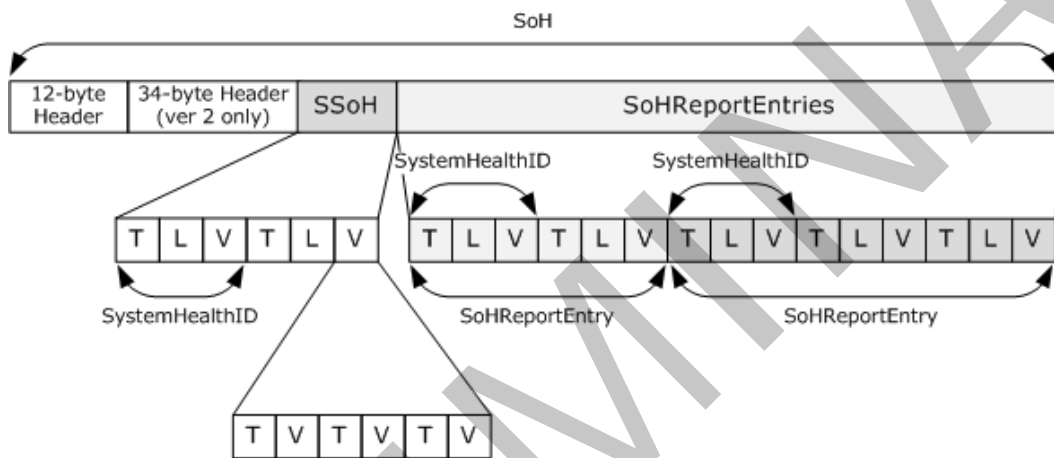 SoH
12-byte Header
34-byte Header (ver 2 only)
SSoH
SoHReportEntries
SystemHealthID
SystemHealthID
T L V T L V
T L V T L V T L V T L V T L V
SystemHealthID
SoHReportEntry
SoHReportEntry
T V T V T V